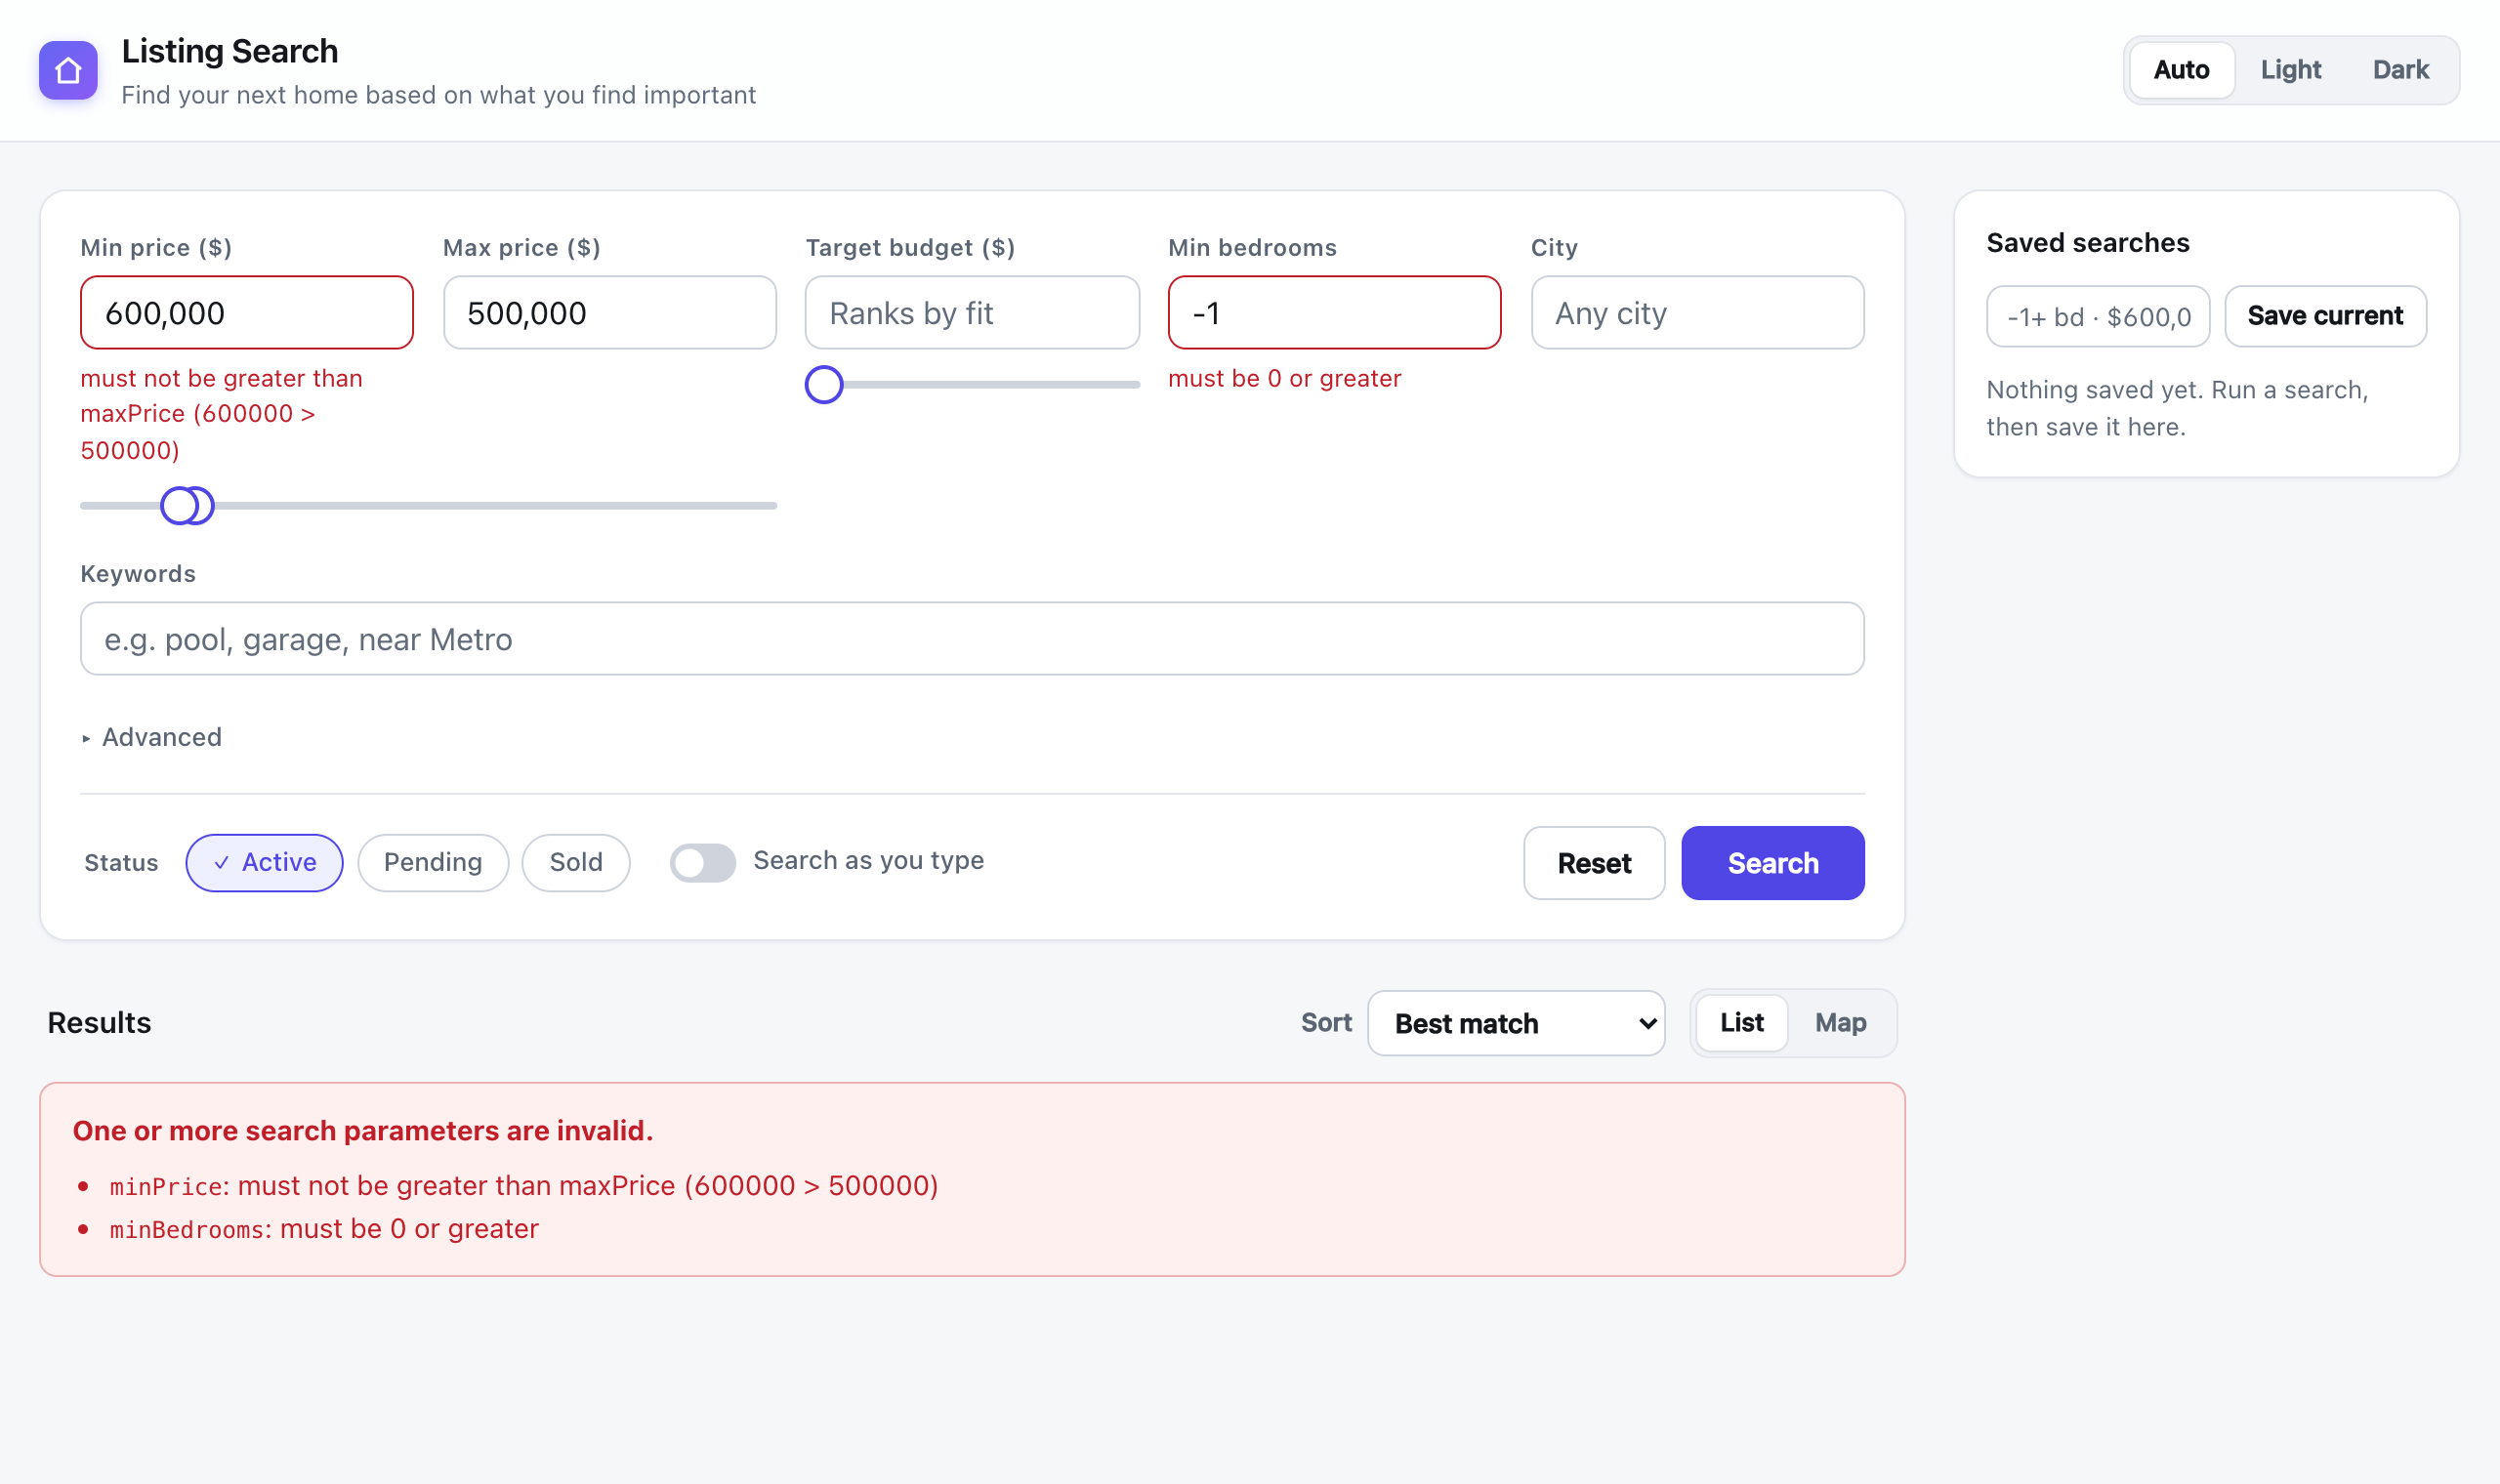 Listing Search
Find your next home based on what you find important
Auto
Light
Dark
Min price ($)
Max price ($)
Target budget ($)
Min bedrooms
City
600,000
500,000
Ranks by fit
-1
Any city
must not be greater than
maxPrice (600000 >
500000)
must be 0 or greater
Keywords
e.g. pool, garage, near Metro
▸ Advanced
Status
✓ Active
Pending
Sold
Search as you type
Reset
Search
Saved searches
-1+ bd · $600,0
Save current
Nothing saved yet. Run a search,
then save it here.
Results
Sort
Best match
List
Map
One or more search parameters are invalid.
• minPrice: must not be greater than maxPrice (600000 > 500000)
• minBedrooms: must be 0 or greater